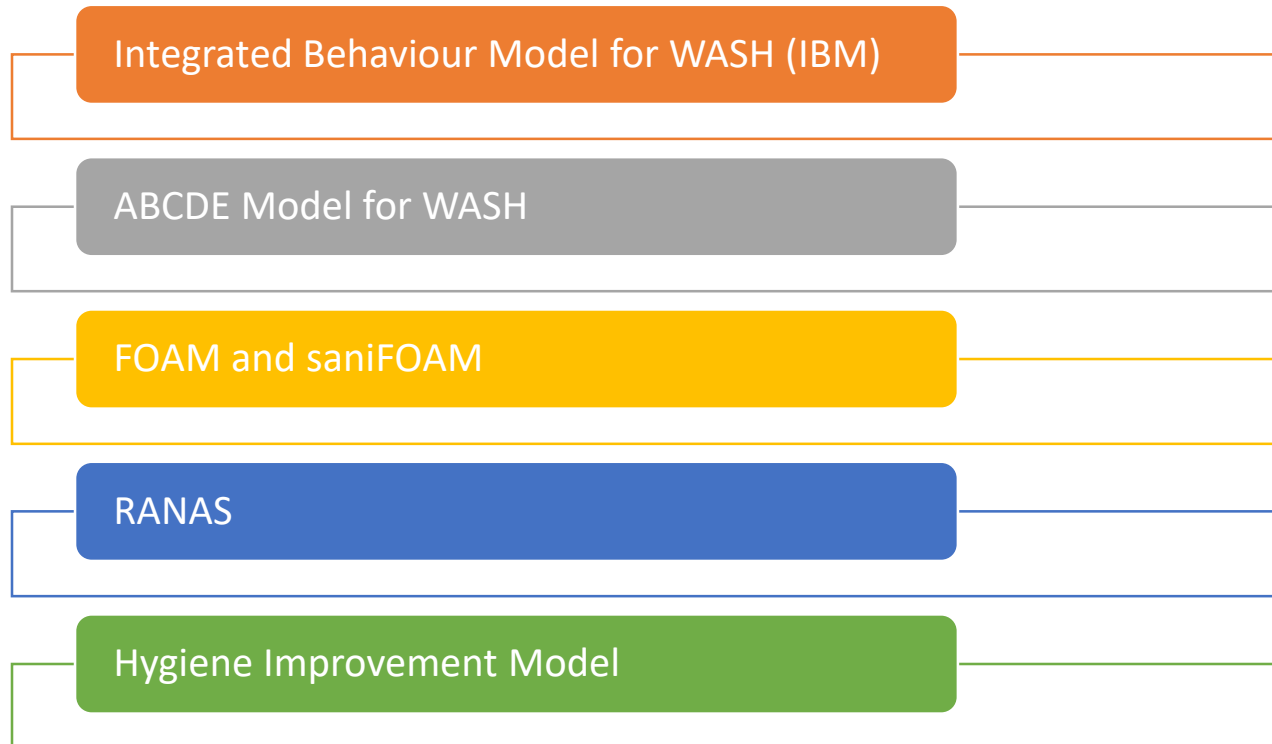 Integrated Behaviour Model for WASH (IBM)
ABCDE Model for WASH
FOAM and saniFOAM
RANAS
Hygiene Improvement Model